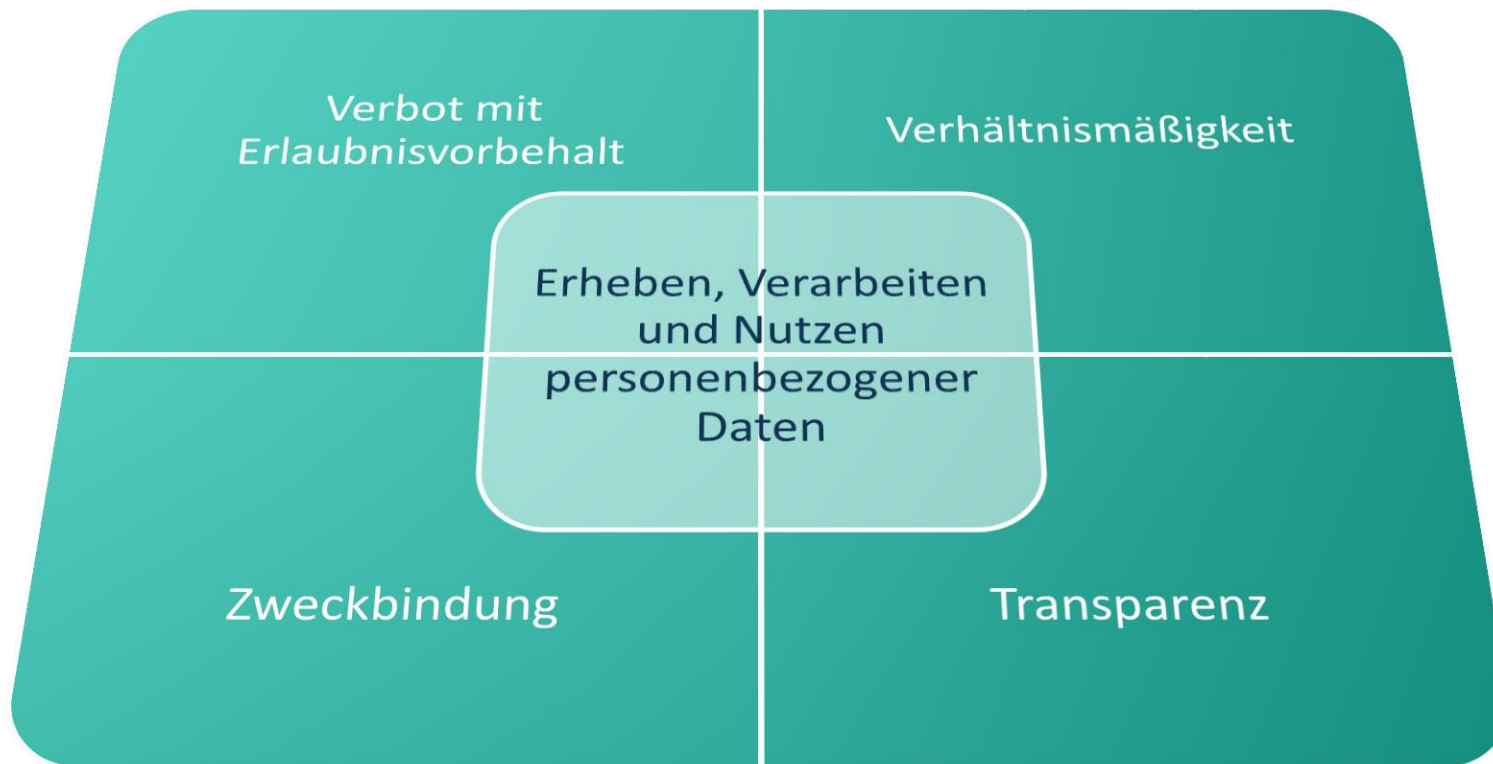 Verbot mit
Erlaubnisvorbehalt
Verhältnismäßigkeit
Erheben, Verarbeiten
und Nutzen
personenbezogener
Daten
Zweckbindung
Transparenz